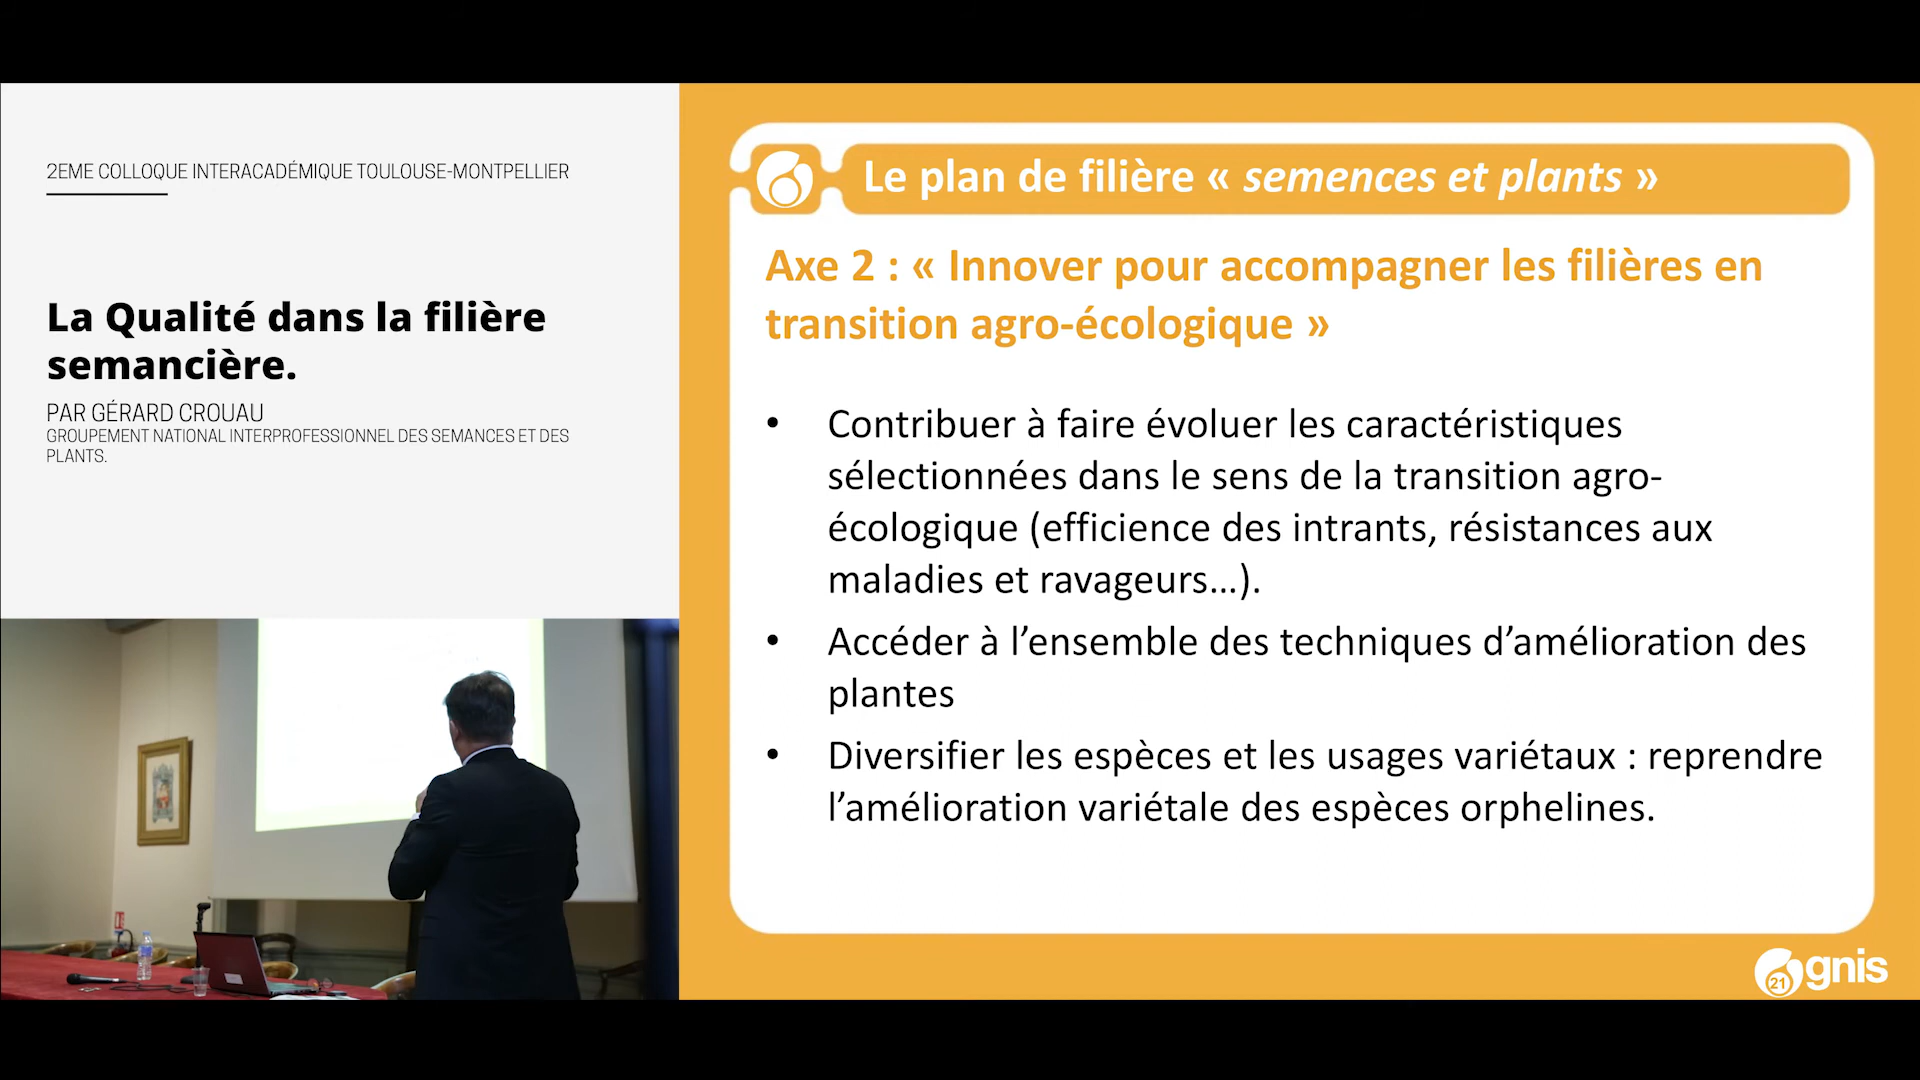 2EME COLLOQUE INTERACADÉMIQUE TOULOUSE-MONTPELLIER
La Qualité dans la filière
semancière.
PAR GÉRARD CROUAU
GROUPEMENT NATIONAL INTERPROFESSIONNEL DES SEMANCES ET DES
PLANTS.
Le plan de filière « semences et plants »
Axe 2 : « Innover pour accompagner les filières en
transition agro-écologique »
• Contribuer à faire évoluer les caractéristiques
sélectionnées dans le sens de la transition agro-
écologique (efficience des intrants, résistances aux
maladies et ravageurs...).
• Accéder à l’ensemble des techniques d’amélioration des
plantes
• Diversifier les espèces et les usages variétaux : reprendre
l’amélioration variétale des espèces orphelines.
21
gnis